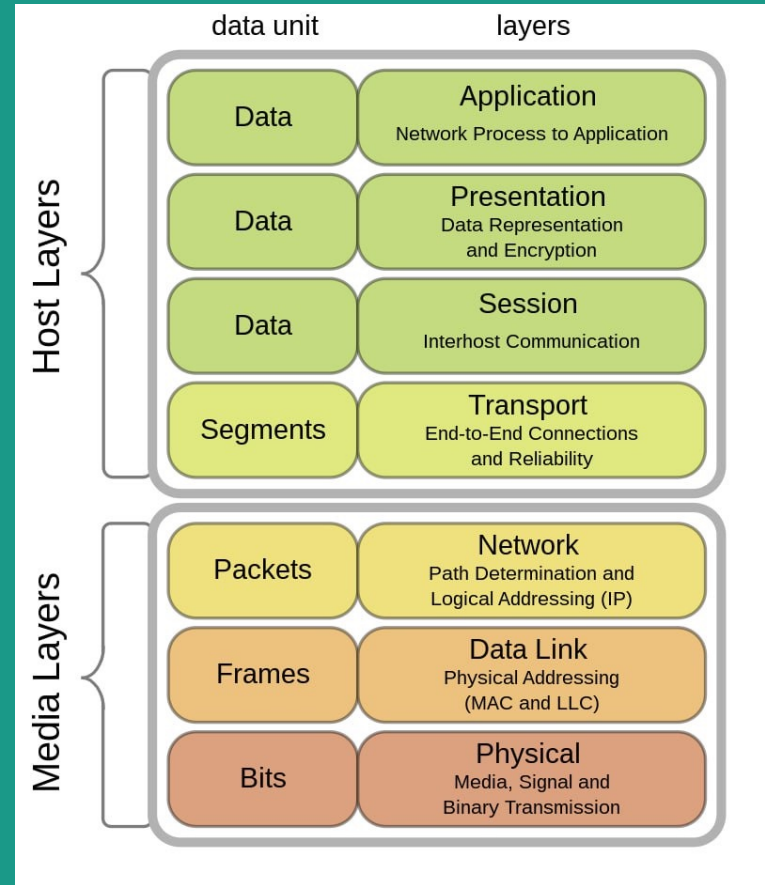 data unit
layers
Host Layers
Data
Application
Network Process to Application
Data
Presentation
Data Representation
and Encryption
Data
Session
Interhost Communication
Segments
Transport
End-to-End Connections
and Reliability
Media Layers
Packets
Network
Path Determination and
Logical Addressing (IP)
Frames
Data Link
Physical Addressing
(MAC and LLC)
Bits
Physical
Media, Signal and
Binary Transmission